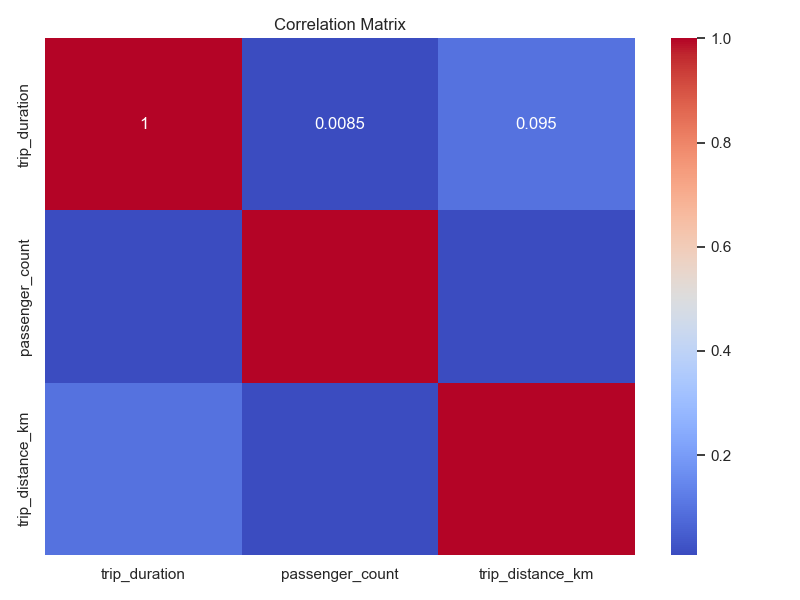 Correlation Matrix
trip_duration
1
0.0085
0.095
passenger_count
trip_distance_km
trip_duration
passenger_count
trip_distance_km
1.0
0.8
0.6
0.4
0.2